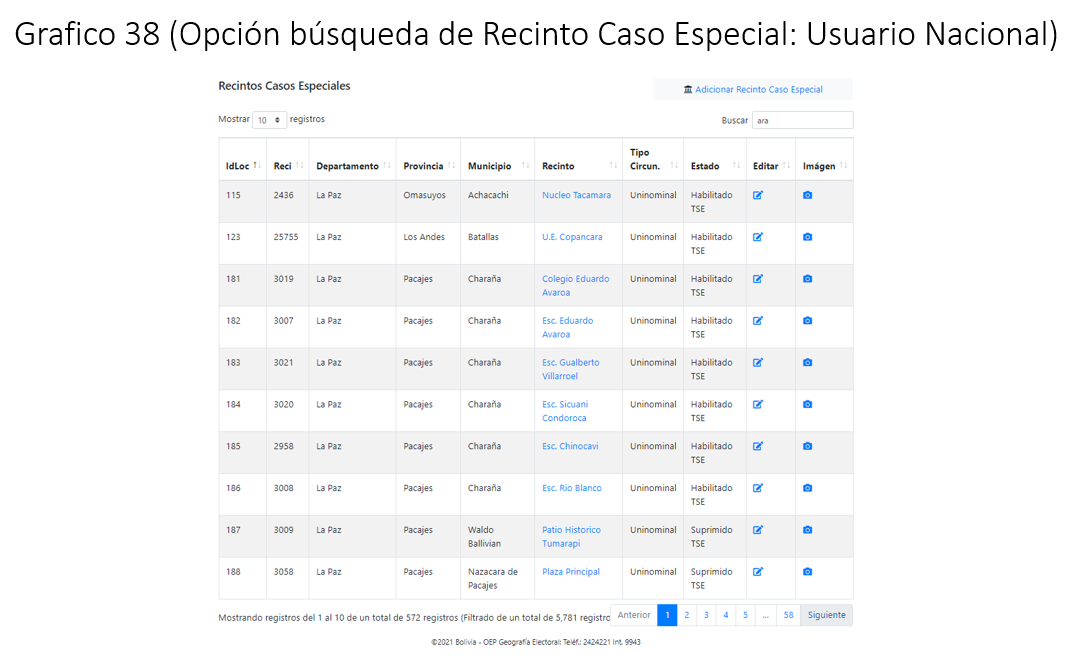 Grafico 38 (Opción búsqueda de Recinto Caso Especial: Usuario Nacional)
Recintos Casos Especiales
Adicionar Recinto Caso Especial
Mostrar 10 registros
Buscar ara
IdLoc Reci Departamento Provincia Municipio Recinto Tipo Circun. Estado Editar Imágen
115 2436 La Paz Omasuyos Achacachi Nucleo Tacamara Uninominal Habilitado TSE
123 25755 La Paz Los Andes Batallas U.E. Copancara Uninominal Habilitado TSE
181 3019 La Paz Pacajes Charaña Colegio Eduardo Avaroa Uninominal Habilitado TSE
182 3007 La Paz Pacajes Charaña Esc. Eduardo Avaroa Uninominal Habilitado TSE
183 3021 La Paz Pacajes Charaña Esc. Gualberto Villarroel Uninominal Habilitado TSE
184 3020 La Paz Pacajes Charaña Esc. Sicuani Condoroca Uninominal Habilitado TSE
185 2958 La Paz Pacajes Charaña Esc. Chinocavi Uninominal Habilitado TSE
186 3008 La Paz Pacajes Charaña Esc. Rio Blanco Uninominal Habilitado TSE
187 3009 La Paz Pacajes Waldo Ballivian Patio Historico Tumarapi Uninominal Suprimido TSE
188 3058 La Paz Pacajes Nazacara de Pacajes Plaza Principal Uninominal Suprimido TSE
Mostrando registros del 1 al 10 de un total de 572 registros (Filtrado de un total de 5,781 registro
Anterior 1 2 3 4 5 ... 58 Siguiente
©2021 Bolivia - OEP Geografía Electoral: Teléf.: 2424221 Int. 9943